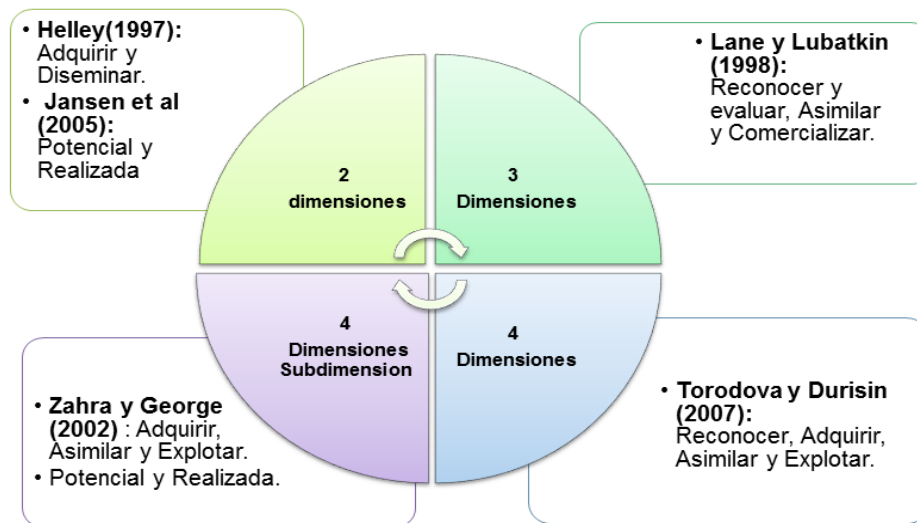 • Helley(1997):
Adquirir y
Diseminar.
• Jansen et al
(2005):
Potencial y
Realizada
• Lane y Lubatkin
(1998):
Reconocer y
evaluar, Asimilar
y Comercializar.
2
dimensiones
3
Dimensiones
4
Dimensiones
Subdimension
4
Dimensiones
• Zahra y George
(2002) : Adquirir,
Asimilar y Explotar.
• Potencial y Realizada.
• Torodova y Durisin
(2007):
Reconocer, Adquirir,
Asimilar y Explotar.